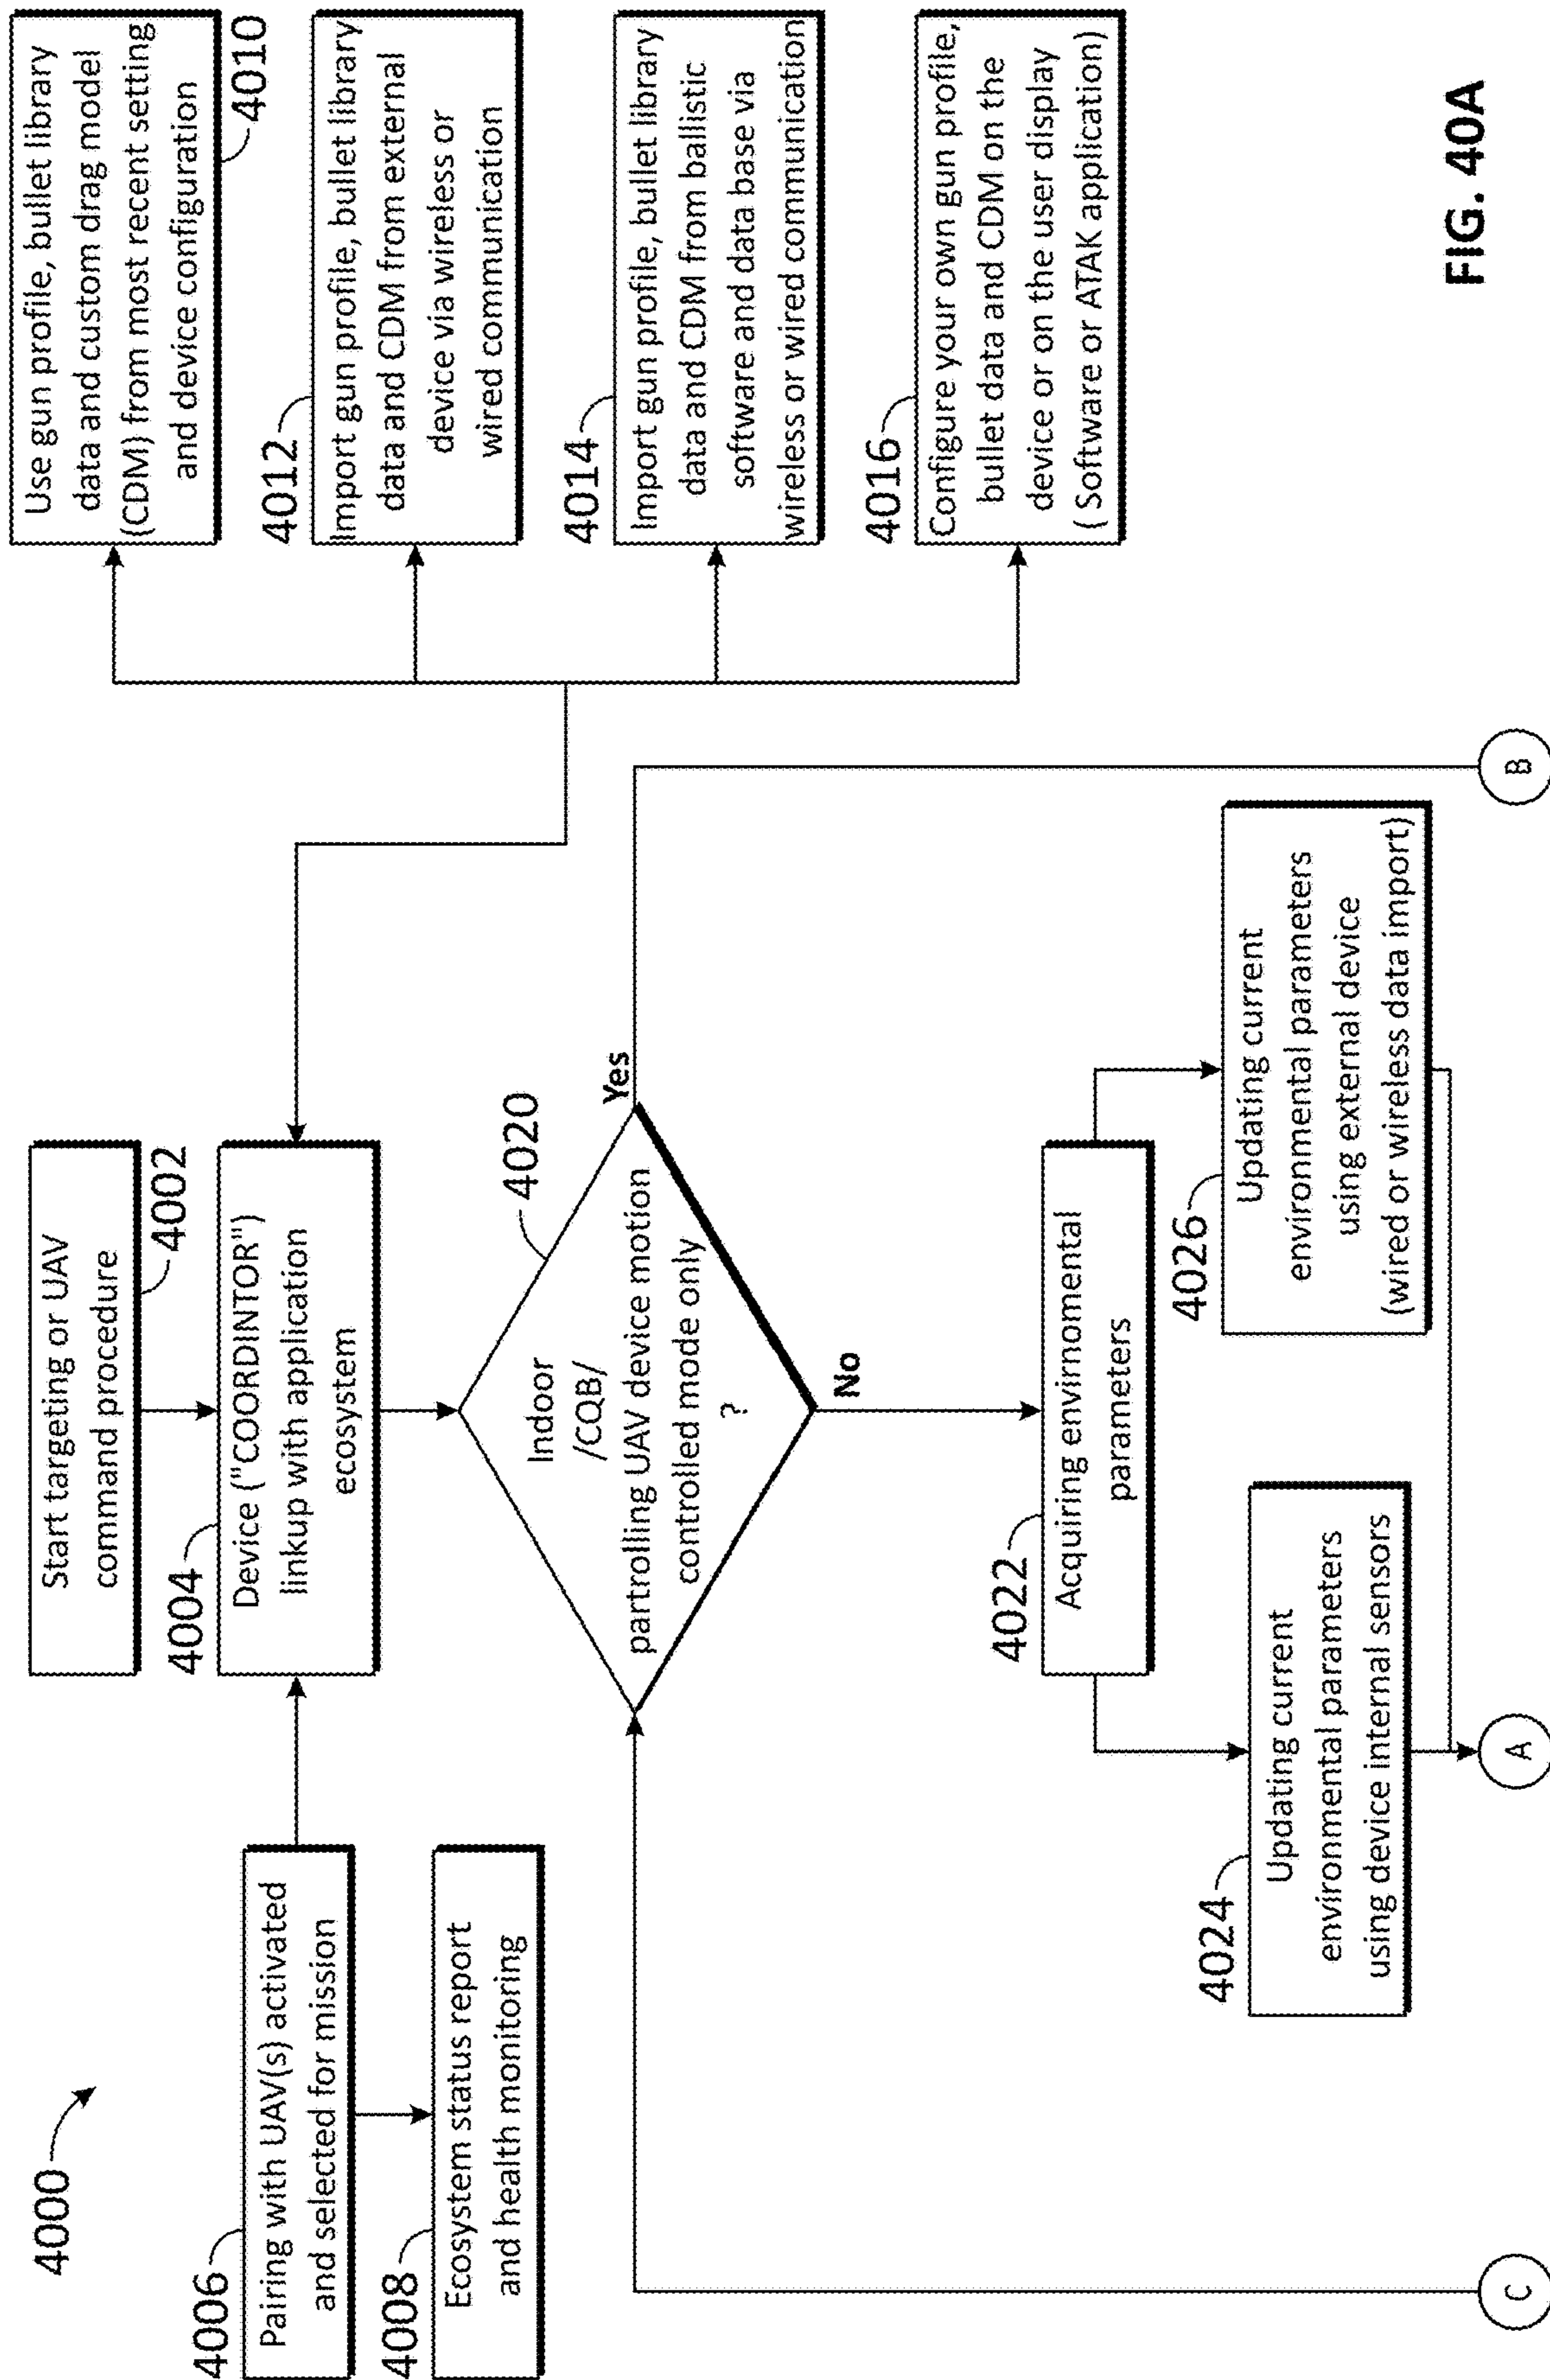 4000
Start targeting or UAV
command procedure
4002
4006
Pairing with UAV(s) activated
and selected for mission
4004
Device ("COORDINTOR")
linkup with application
ecosystem
4008
Ecosystem status report
and health monitoring
Use gun profile, bullet library
data and custom drag model
(CDM) from most recent setting
and device configuration
4010
4012
Import gun profile, bullet library
data and CDM from external
device via wireless or
wired communication
4014
Import gun profile, bullet library
data and CDM from ballistic
software and data base via
wireless or wired communication
4016
Configure your own gun profile,
bullet data and CDM on the
device or on the user display
( Software or ATAK application)
4020
Indoor
/CQB/
partrolling UAV device motion
controlled mode only
?
Yes
No
4022
Acquiring envirnomental
parameters
4024
Updating current
environmental parameters
using device internal sensors
4026
Updating current
environmental parameters
using external device
(wired or wireless data import)
C
A
B
FIG. 40A